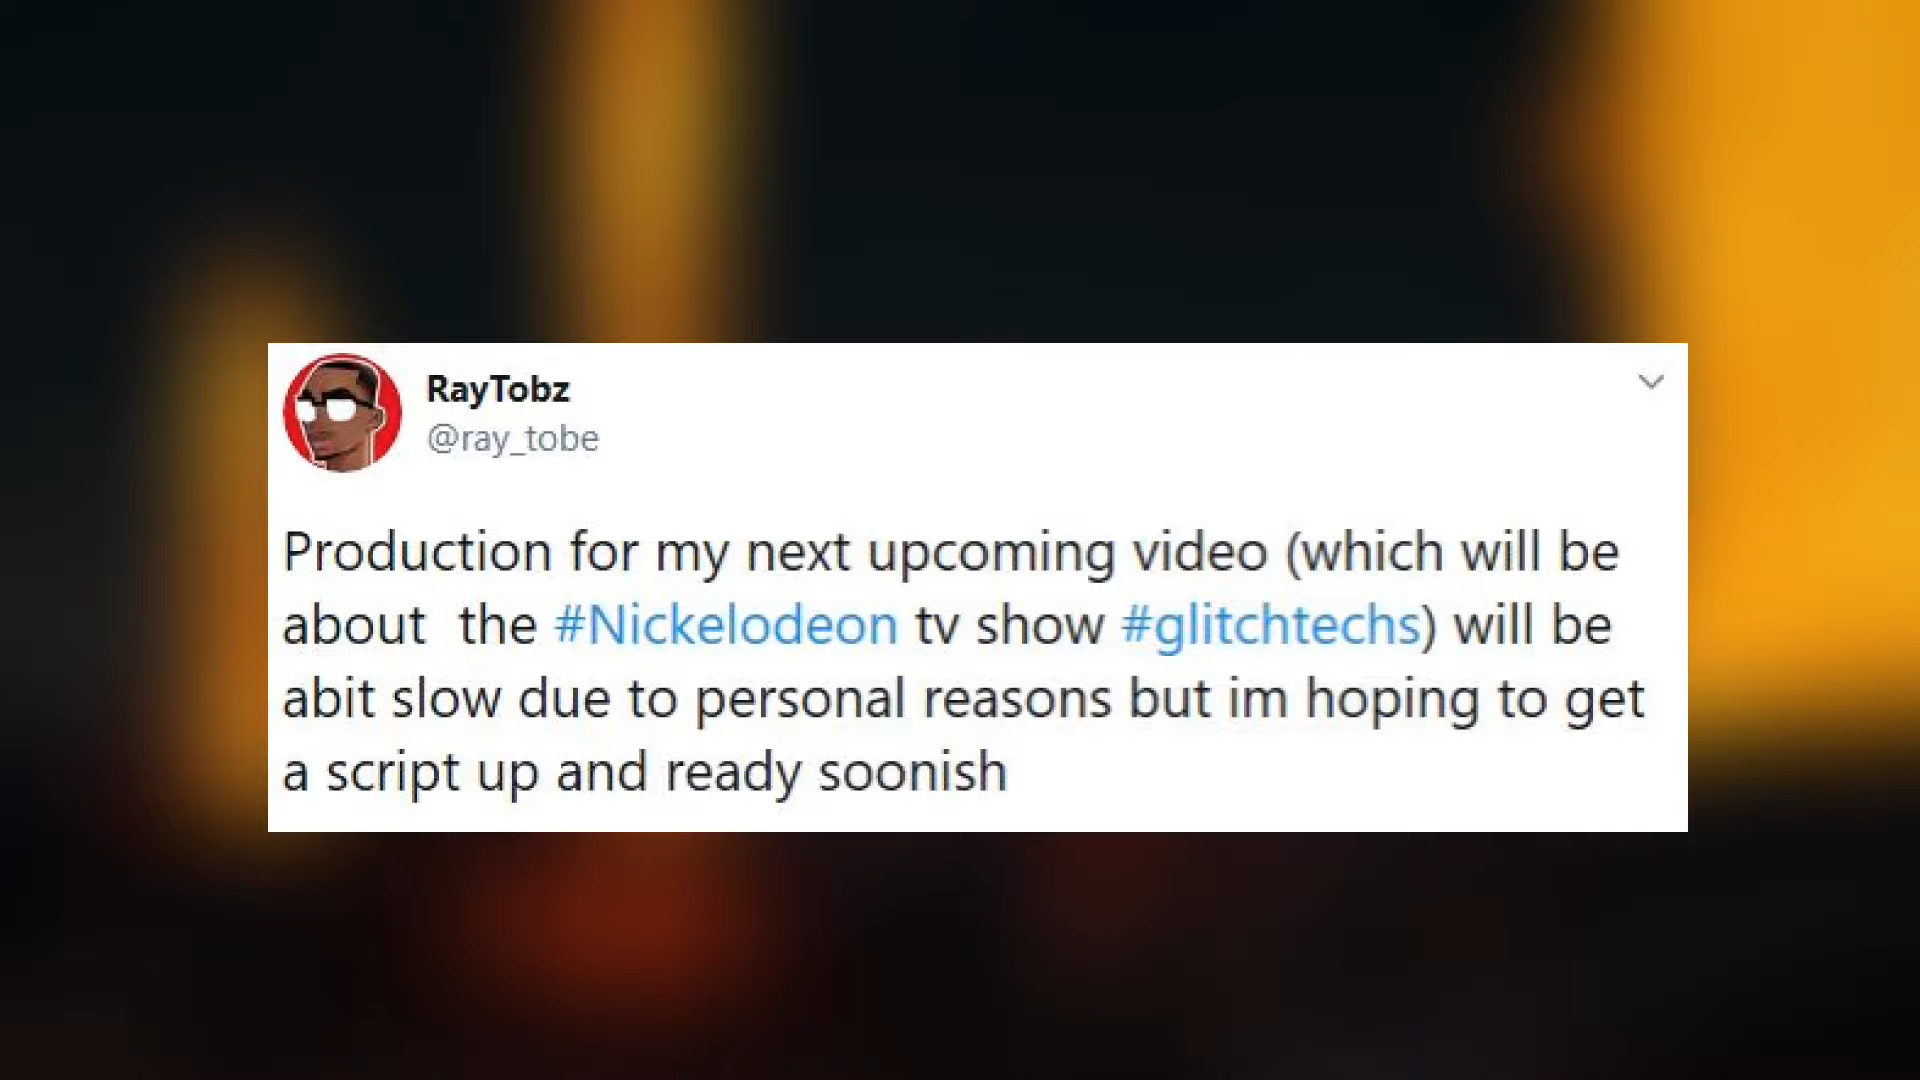 RayTobz
@ray_tobe
Production for my next upcoming video (which will be
about  the #Nickelodeon tv show #glitchtechs) will be
abit slow due to personal reasons but im hoping to get
a script up and ready soonish